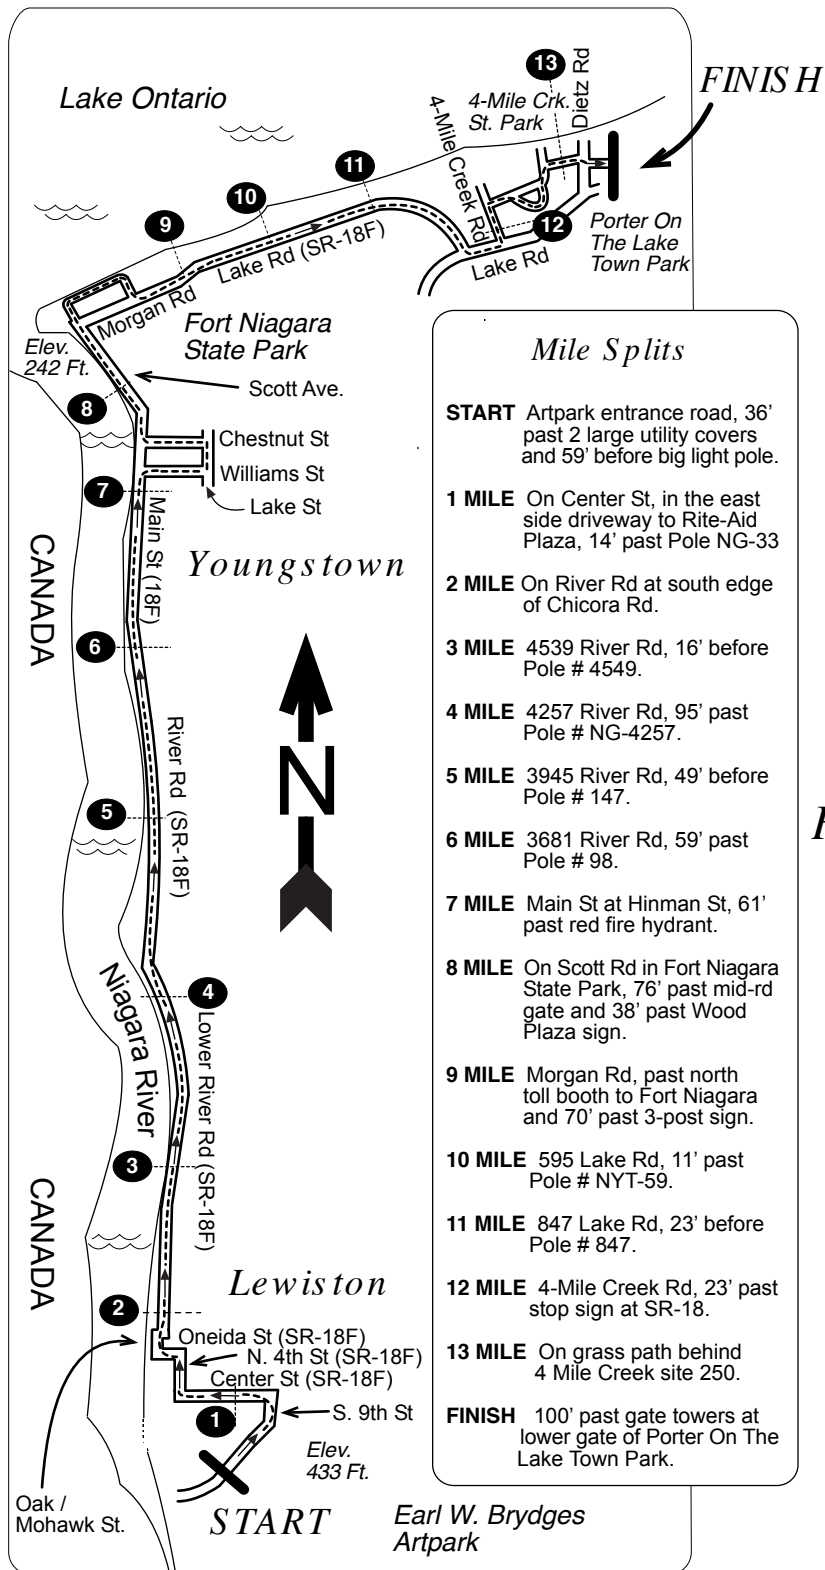 Lake Ontario
4-Mile Crk.
St. Park
Dietz Rd
FINISH
4-Mile Creek Rd
13
11
10
9
12
Lake Rd (SR-18F)
Lake Rd
Porter On
The Lake
Town Park
Morgan Rd
Fort Niagara
State Park
Elev.
242 Ft.
Scott Ave.
8
Chestnut St
Williams St
Lake St
7
Main St (18F)
Youngstown
CANADA
6
N
River Rd (SR-18F)
5
Niagara River
4
Lower River Rd (SR-18F)
3
CANADA
Lewiston
2
Oneida St (SR-18F)
N. 4th St (SR-18F)
Center St (SR-18F)
1
S. 9th St
Elev.
433 Ft.
Oak /
Mohawk St.
START
Earl W. Brydges
Artpark
Mile Splits
START Artpark entrance road, 36’
past 2 large utility covers
and 59’ before big light pole.
1 MILE On Center St, in the east
side driveway to Rite-Aid
Plaza, 14’ past Pole NG-33
2 MILE On River Rd at south edge
of Chicora Rd.
3 MILE 4539 River Rd, 16’ before
Pole # 4549.
4 MILE 4257 River Rd, 95’ past
Pole # NG-4257.
5 MILE 3945 River Rd, 49’ before
Pole # 147.
6 MILE 3681 River Rd, 59’ past
Pole # 98.
7 MILE Main St at Hinman St, 61’
past red fire hydrant.
8 MILE On Scott Rd in Fort Niagara
State Park, 76’ past mid-rd
gate and 38’ past Wood
Plaza sign.
9 MILE Morgan Rd, past north
toll booth to Fort Niagara
and 70’ past 3-post sign.
10 MILE 595 Lake Rd, 11’ past
Pole # NYT-59.
11 MILE 847 Lake Rd, 23’ before
Pole # 847.
12 MILE 4-Mile Creek Rd, 23’ past
stop sign at SR-18.
13 MILE On grass path behind
4 Mile Creek site 250.
FINISH 100’ past gate towers at
lower gate of Porter On The
Lake Town Park.